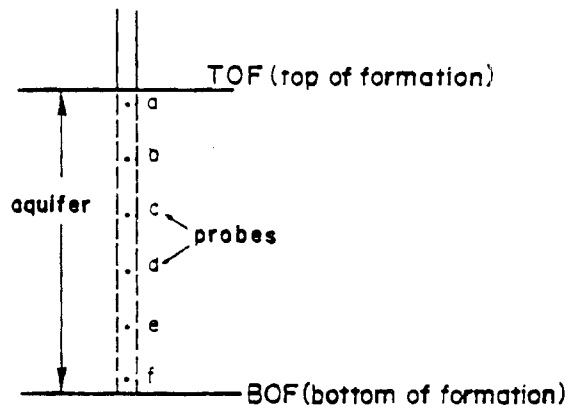 TOF (top of formation)
a
b
aquifer
c
probes
d
e
f
BOF (bottom of formation)